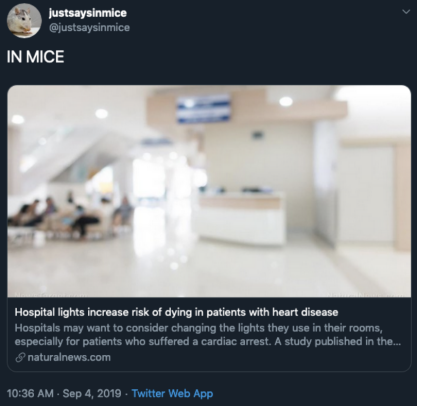 justsaysinmice
@justsaysinmice
IN MICE
Hospital lights increase risk of dying in patients with heart disease
Hospitals may want to consider changing the lights they use in their rooms,
especially for patients who suffered a cardiac arrest. A study published in the...
naturalnews.com
10:36 AM · Sep 4, 2019 · Twitter Web App